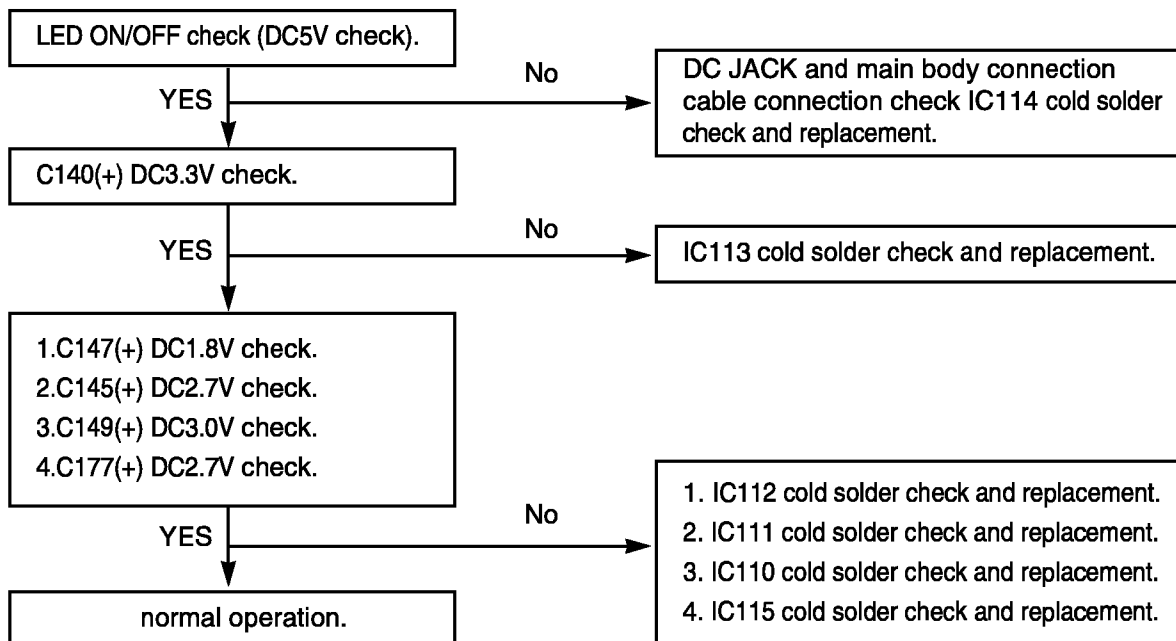 LED ON/OFF check (DC5V check).
No
YES
DC JACK and main body connection
cable connection check IC114 cold solder
check and replacement.
C140(+) DC3.3V check.
No
YES
IC113 cold solder check and replacement.
1.C147(+) DC1.8V check.
2.C145(+) DC2.7V check.
3.C149(+) DC3.0V check.
4.C177(+) DC2.7V check.
No
YES
1. IC112 cold solder check and replacement.
2. IC111 cold solder check and replacement.
3. IC110 cold solder check and replacement.
4. IC115 cold solder check and replacement.
normal operation.